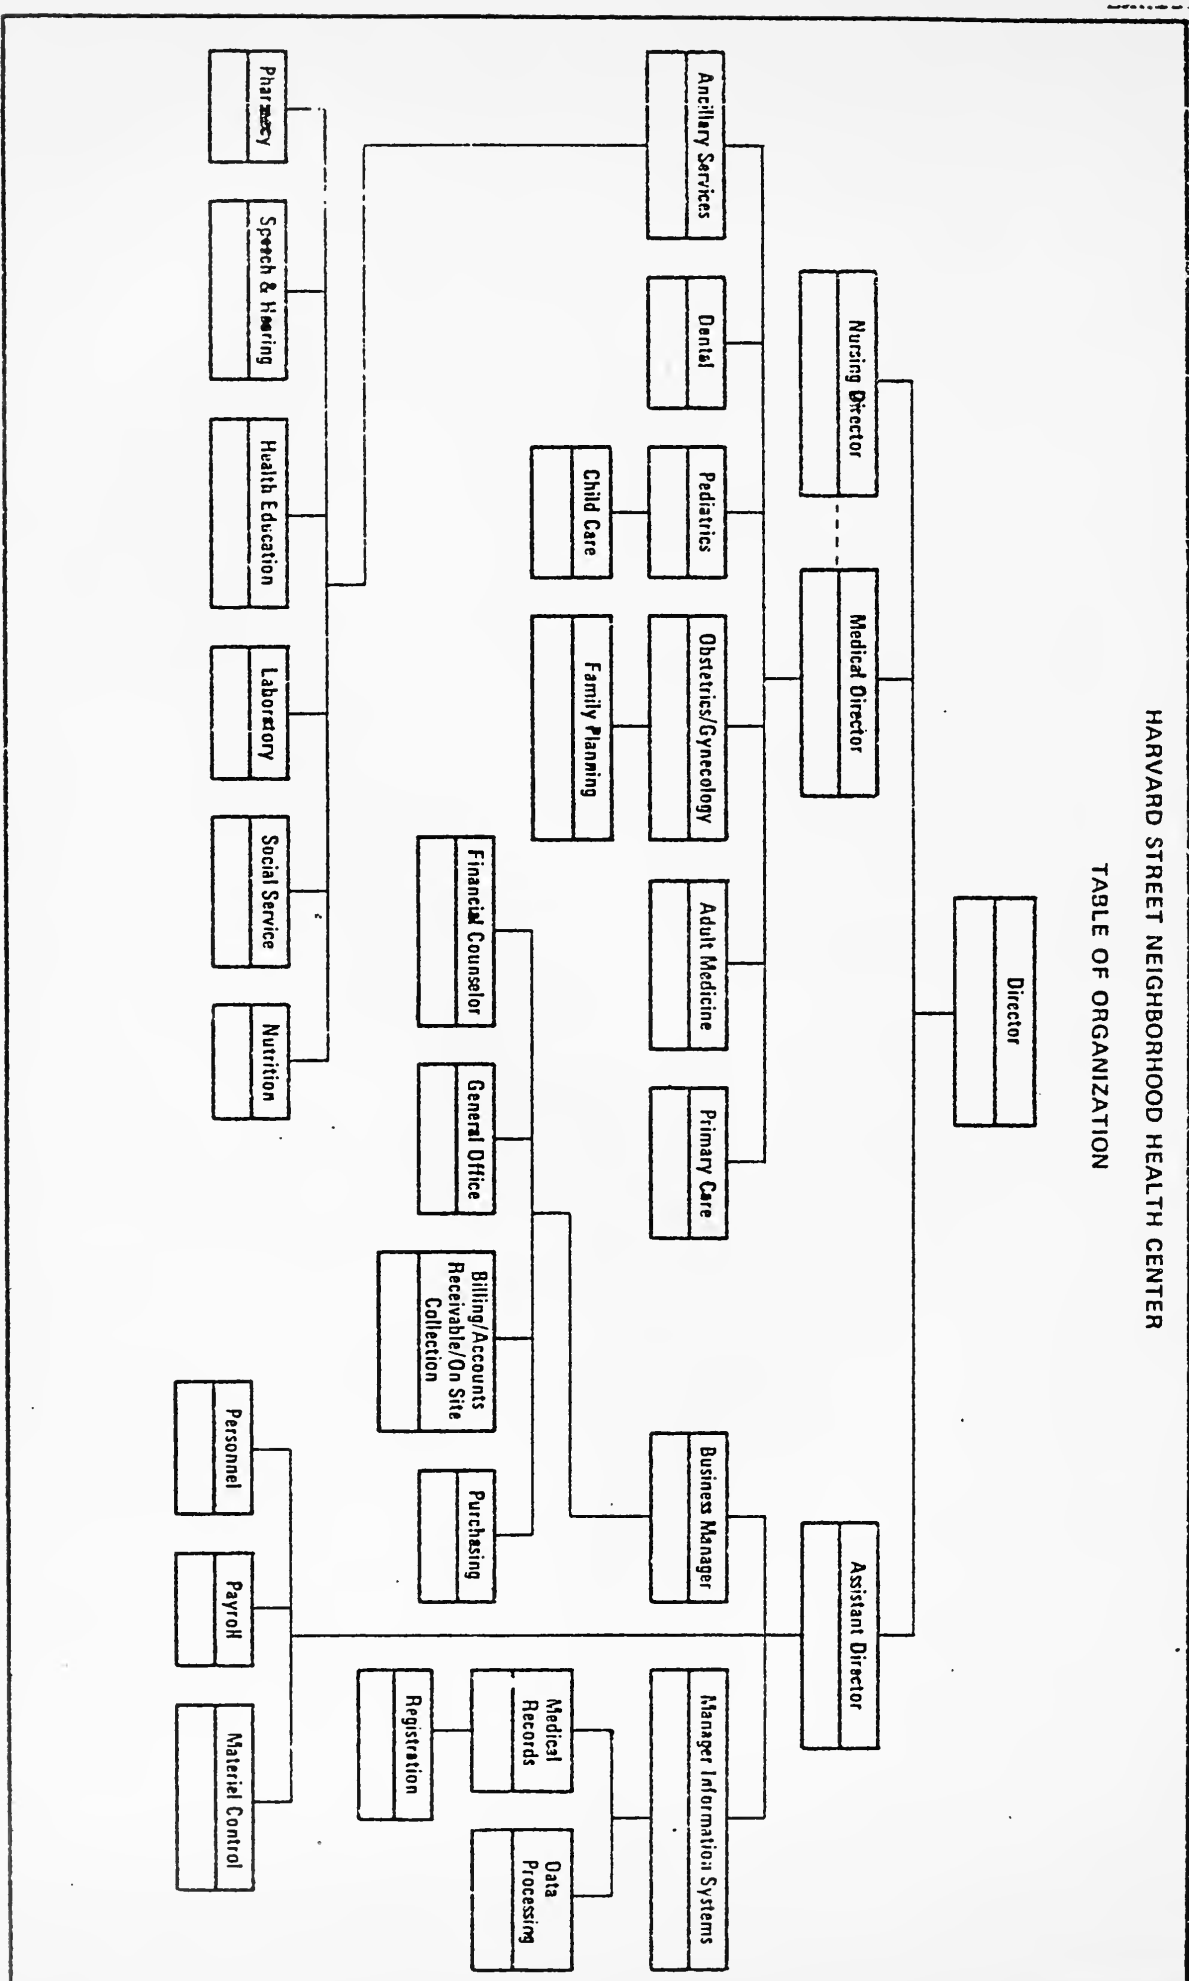 HARVARD STREET NEIGHBORHOOD HEALTH CENTER
TABLE OF ORGANIZATION
Director
Nursing Director
Medical Director
Assistant Director
Ancillary Services
Dental
Pediatrics
Obstetrics/Gynecology
Adult Medicine
Primary Care
Business Manager
Manager Information Systems
Child Care
Family Planning
Medical
Records
Data
Processing
Financial Counselor
General Office
Billing/Accounts
Receivable/On Site
Collection
Purchasing
Registration
Pharmacy
Speech & Hearing
Health Education
Laboratory
Social Service
Nutrition
Personnel
Payroll
Materiel Control